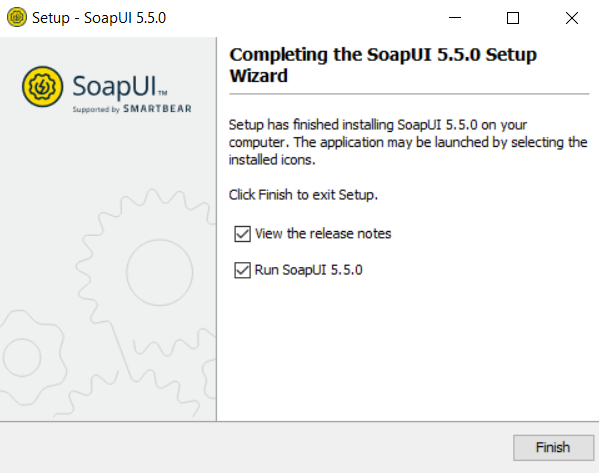 Setup - SoapUI 5.5.0
SoapUI™
Supported by SMARTBEAR
Completing the SoapUI 5.5.0 Setup
Wizard
Setup has finished installing SoapUI 5.5.0 on your
computer. The application may be launched by selecting the
installed icons.
Click Finish to exit Setup.
View the release notes
Run SoapUI 5.5.0
Finish